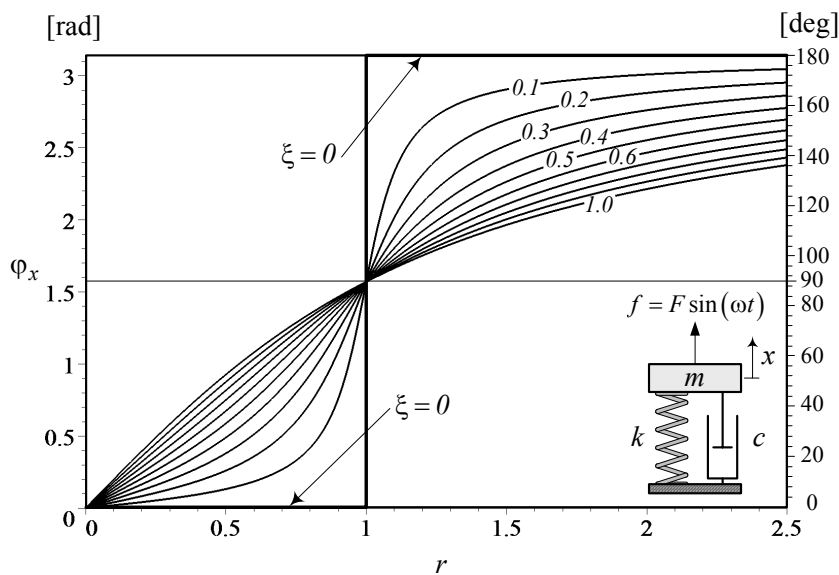 [rad]
[deg]
3
2.5
2
1.5
1
0.5
0
φx
180
160
140
120
100
90
80
60
40
20
0
ξ = 0
0.1
0.2
0.3
0.4
0.5
0.6
1.0
ξ = 0
f = F sin(ωt)
x
m
k
c
0
0.5
1
1.5
2
2.5
r